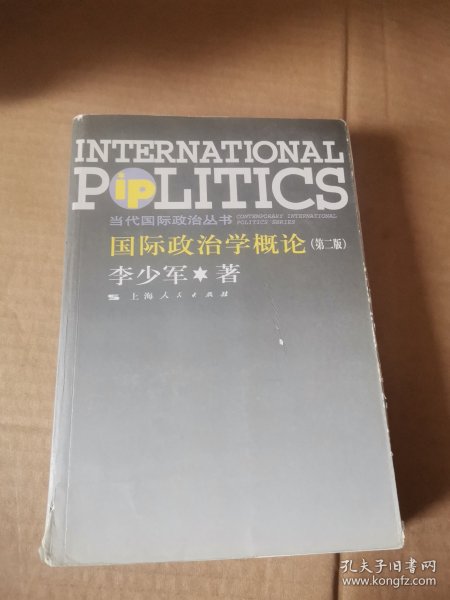 INTERNATIONAL
POLITICS
ip
当代国际政治丛书 CONTEMPORARY INTERNATIONAL
POLITICS SERIES
国际政治学概论(第二版)
李少军★著
上海人民出版社
孔夫子旧书网
www.kongfz.com